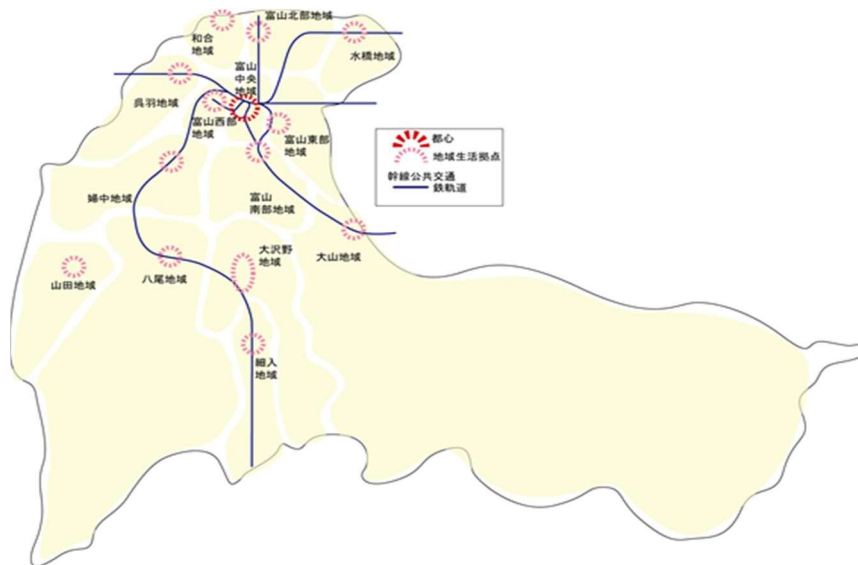 富山北部地域
和合
地域
水橋地域
富山
中央
地域
呉羽地域
富山西部
地域
富山東部
地域
都心
地域生活拠点
幹線公共交通
鉄軌道
婦中地域
富山
南部地域
大沢野
地域
大山地域
山田地域
八尾地域
細入
地域